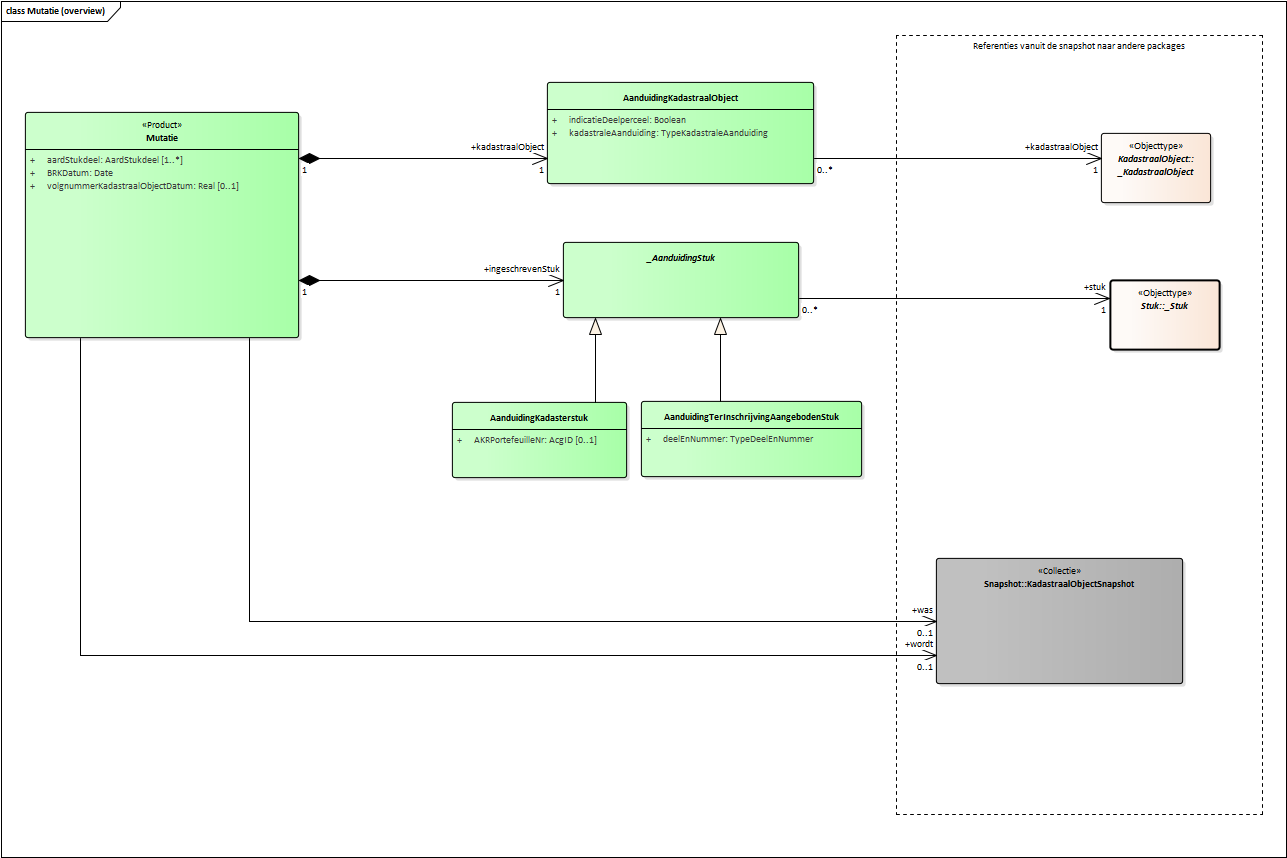 class Mutatie (overview)
Referenties vanuit de snapshot naar andere packages
«Product»
Mutatie
+ aardStukdeel: AardStukdeel [1..*]
+ BRKDatum: Date
+ volgnummerKadastraalObjectDatum: Real [0..1]
AanduidingKadastraalObject
+ indicatieDeelperceel: Boolean
+ kadastraleAanduiding: TypeKadastraleAanduiding
+kadastraalObject
1
1
+kadastraalObject
0..*
1
«Objecttype»
KadastraalObject::
_KadastraalObject
_AanduidingStuk
+ingeschrevenStuk
1
1
+stuk
0..*
1
«Objecttype»
Stuk::_Stuk
AanduidingKadasterstuk
+ AKRPortefeuilleNr: AcgID [0..1]
AanduidingTerInschrijvingAangebodenStuk
+ deelEnNummer: TypeDeelEnNummer
«Collectie»
Snapshot::KadastraalObjectSnapshot
+was
0..1
+wordt
0..1